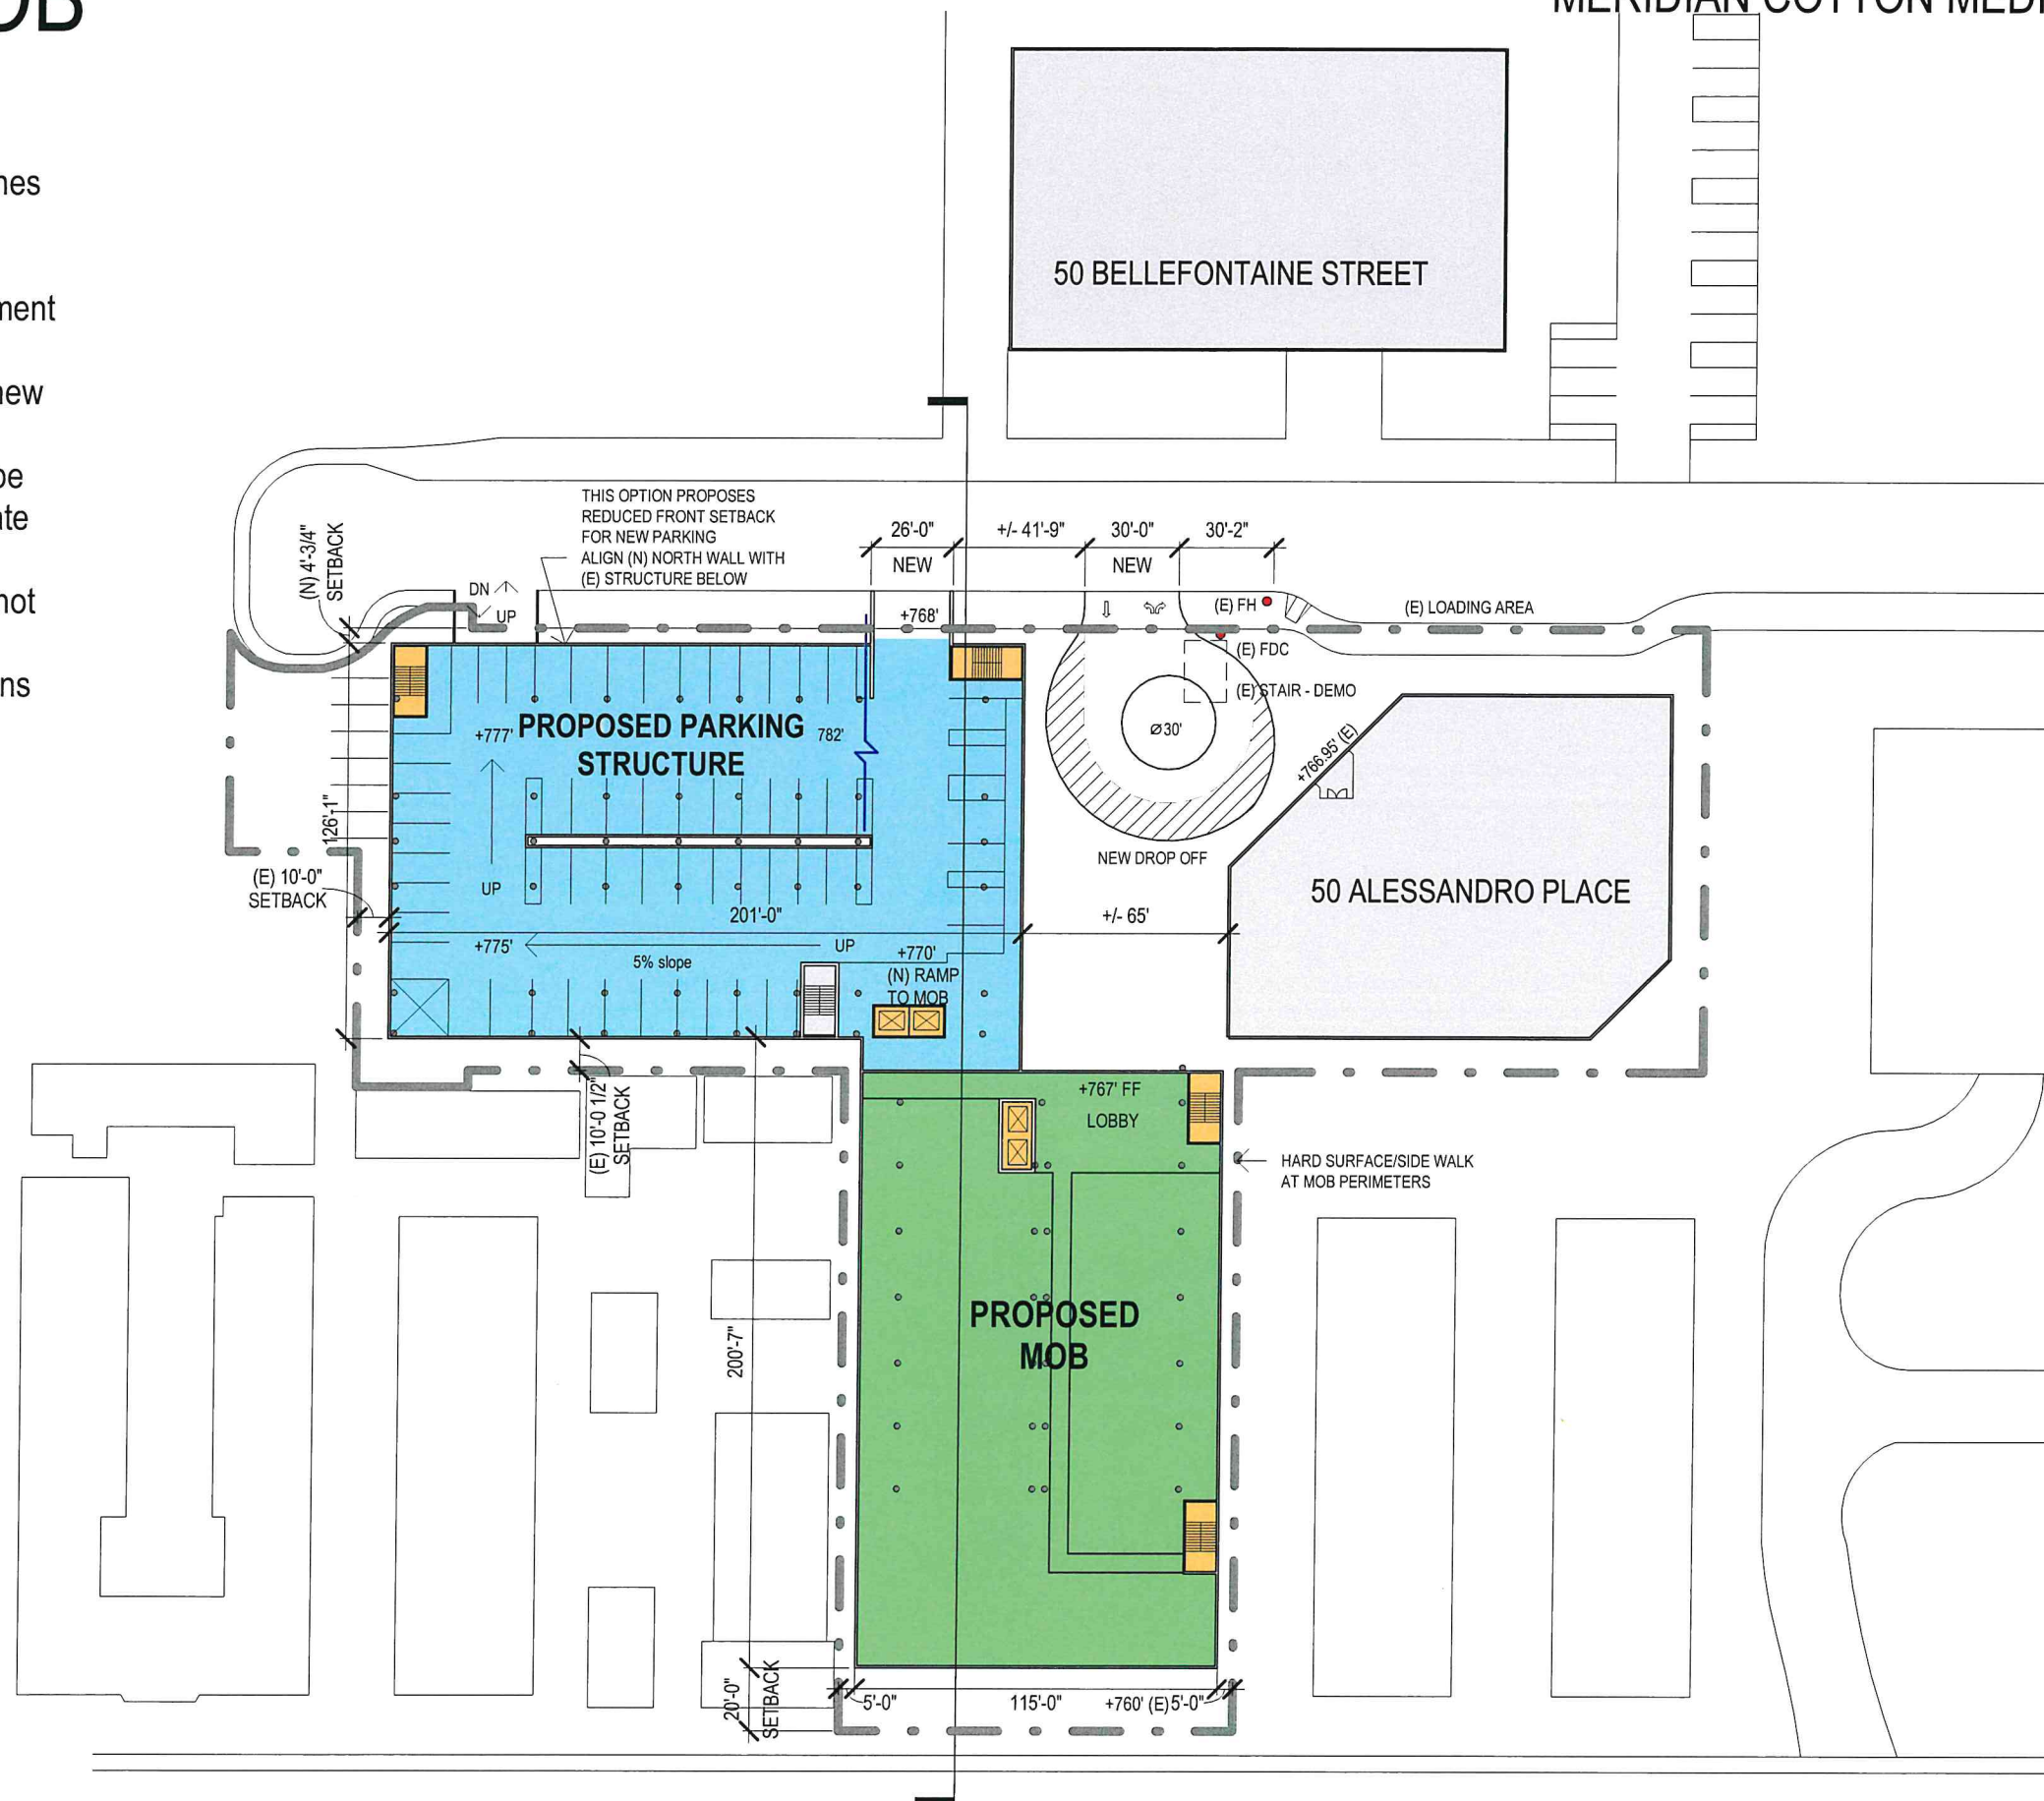 OB
MERIDIAN COTTON MEDI
nes
ment
new
be
ate
not
ns
50 BELLEFONTAINE STREET
THIS OPTION PROPOSES
REDUCED FRONT SETBACK
FOR NEW PARKING
ALIGN (N) NORTH WALL WITH
(E) STRUCTURE BELOW
26'-0"
+/- 41'-9"
30'-0"
30'-2"
NEW
NEW
(N) 4'-3/4"
SETBACK
DN
UP
+768'
(E) FH
(E) LOADING AREA
(E) FDC
(E) STAIR - DEMO
PROPOSED PARKING
STRUCTURE
+777'
782'
Ø30'
+766.95' (E)
126'-1"
NEW DROP OFF
(E) 10'-0"
SETBACK
UP
201'-0"
+/- 65'
50 ALESSANDRO PLACE
+775'
UP
5% slope
+770'
(N) RAMP
TO MOB
(E) 10'-0 1/2"
SETBACK
+767' FF
LOBBY
HARD SURFACE/SIDE WALK
AT MOB PERIMETERS
PROPOSED
MOB
200'-7"
20'-0"
SETBACK
5'-0"
115'-0"
+760' (E)
5'-0"